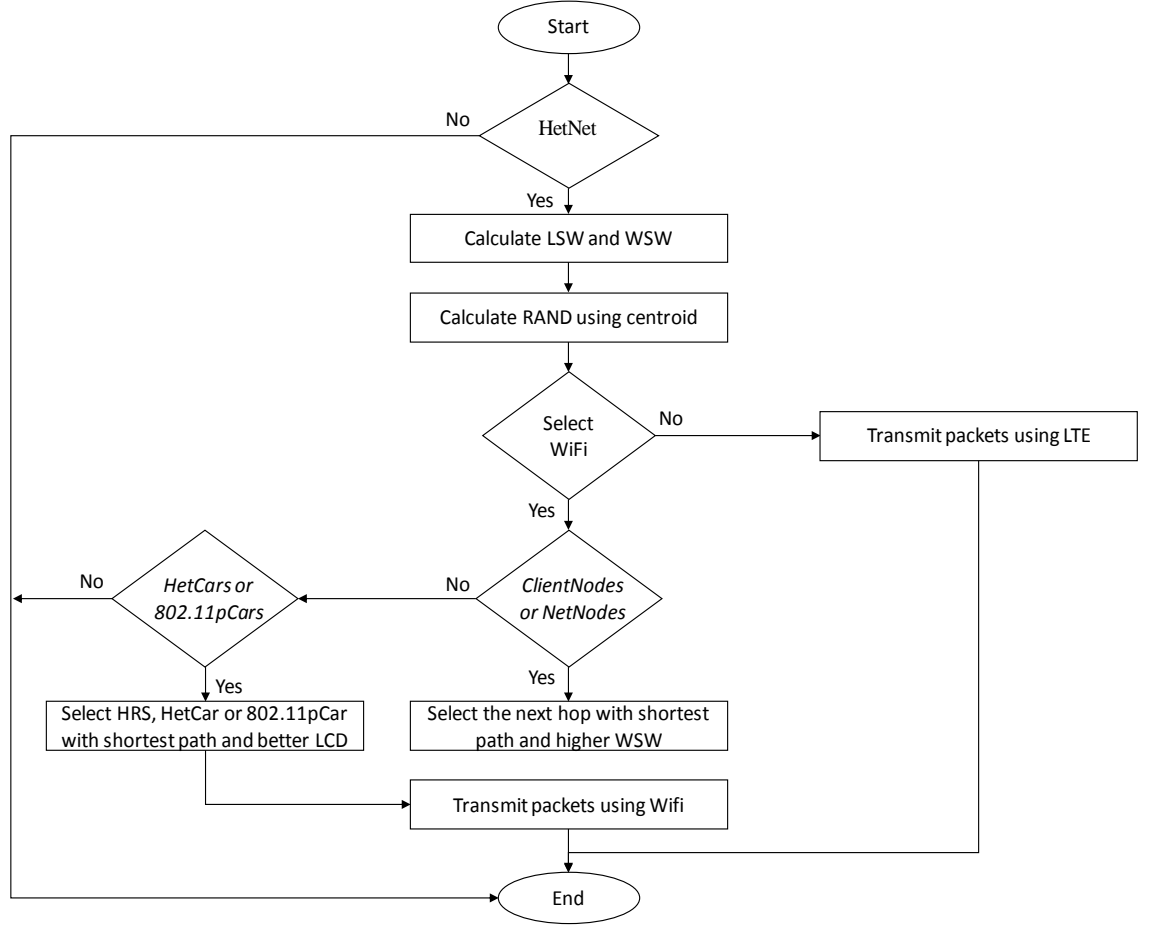 Start
HetNet
No
Yes
Calculate LSW and WSW
Calculate RAND using centroid
Select
WiFi
No
Transmit packets using LTE
Yes
ClientNodes
or NetNodes
No
HetCars or
802.11pCars
No
Yes
Select HRS, HetCar or 802.11pCar
with shortest path and better LCD
Yes
Select the next hop with shortest
path and higher WSW
Transmit packets using Wifi
End